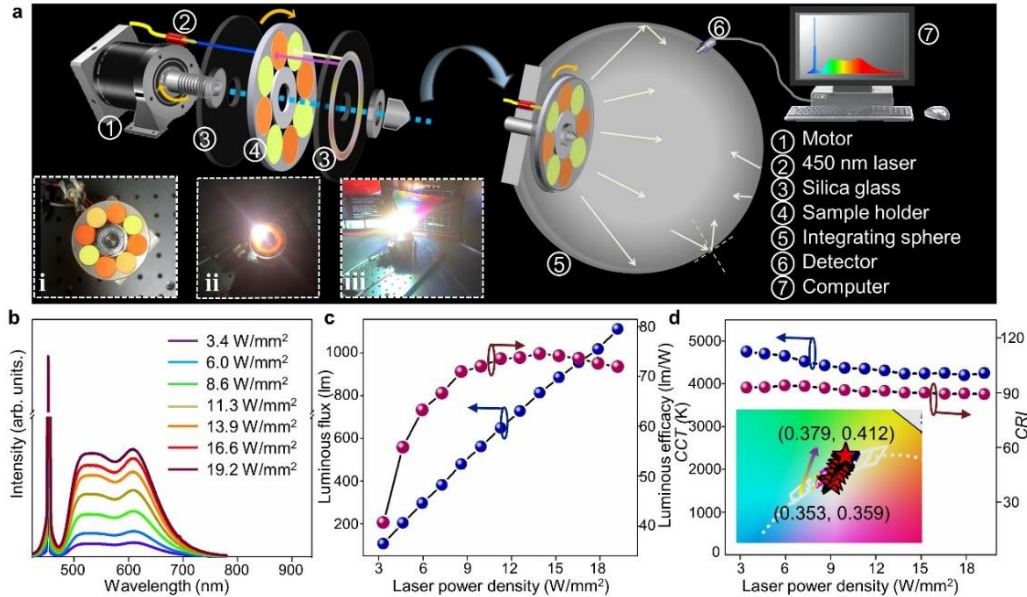 a
②
⑥
⑦
①
③
④
③
⑤
① Motor
② 450 nm laser
③ Silica glass
④ Sample holder
⑤ Integrating sphere
⑥ Detector
⑦ Computer
i
ii
iii
b
Intensity (arb. units.)
3.4 W/mm²
6.0 W/mm²
8.6 W/mm²
11.3 W/mm²
13.9 W/mm²
16.6 W/mm²
19.2 W/mm²
500 600 700 800 900
Wavelength (nm)
c
Luminous flux (lm)
1000
800
600
400
200
80
70
60
50
40
Luminous efficacy (lm/W)
3 6 9 12 15 18
Laser power density (W/mm²)
d
CCT (K)
5000
4000
3000
2000
1000
0
120
90
60
30
0
CRI
(0.379, 0.412)
(0.353, 0.359)
3 6 9 12 15 18
Laser power density (W/mm²)